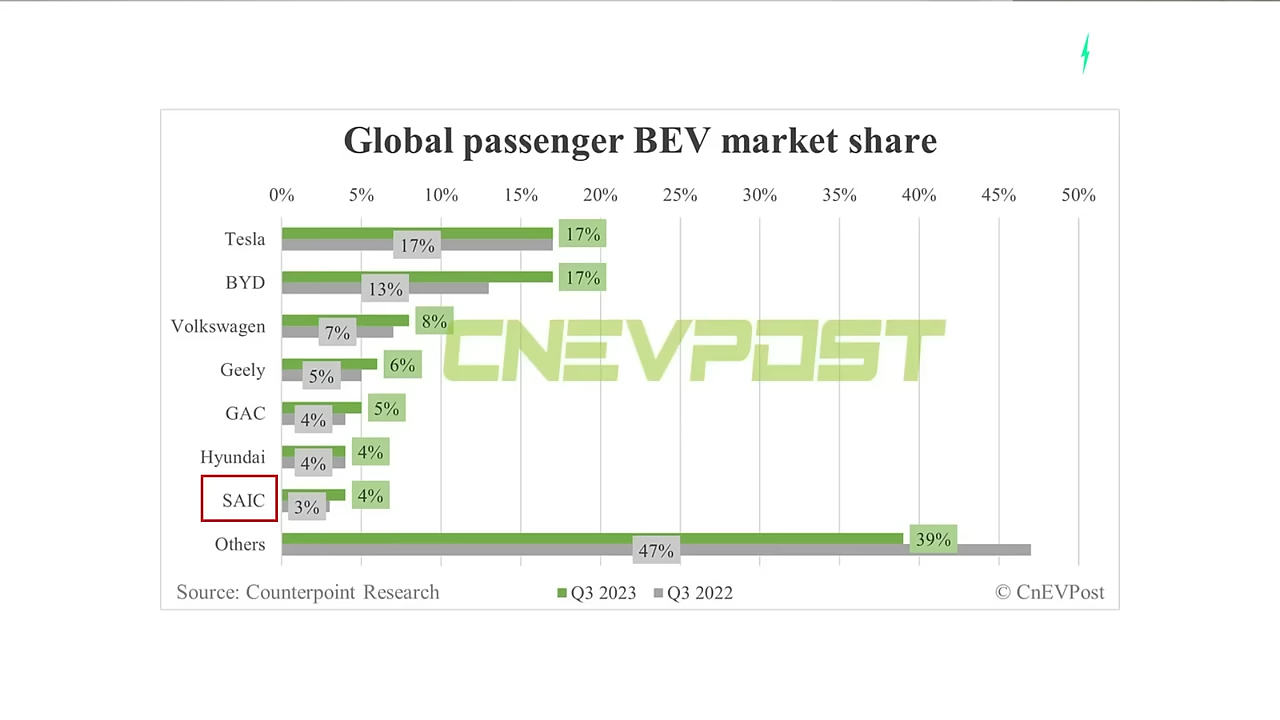 Global passenger BEV market share
0% 5% 10% 15% 20% 25% 30% 35% 40% 45% 50%
Tesla 17% 17%
BYD 17% 13%
Volkswagen 8% 7%
Geely 6% 5%
GAC 5% 4%
Hyundai 4% 4%
SAIC 4% 3%
Others 39% 47%
CNEVPOST
Source: Counterpoint Research Q3 2023 Q3 2022 © CnEVPost